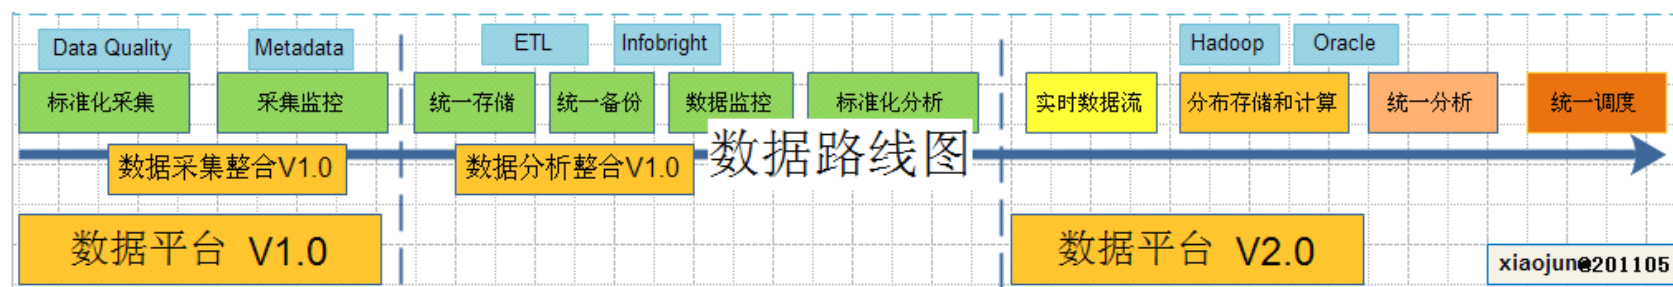 Data Quality
Metadata
ETL
Infobright
Hadoop
Oracle
标准化采集
采集监控
统一存储
统一备份
数据监控
标准化分析
实时数据流
分布存储和计算
统一分析
统一调度
数据采集整合V1.0
数据分析整合V1.0
数据路线图
数据平台 V1.0
数据平台 V2.0
xiaojun@201105